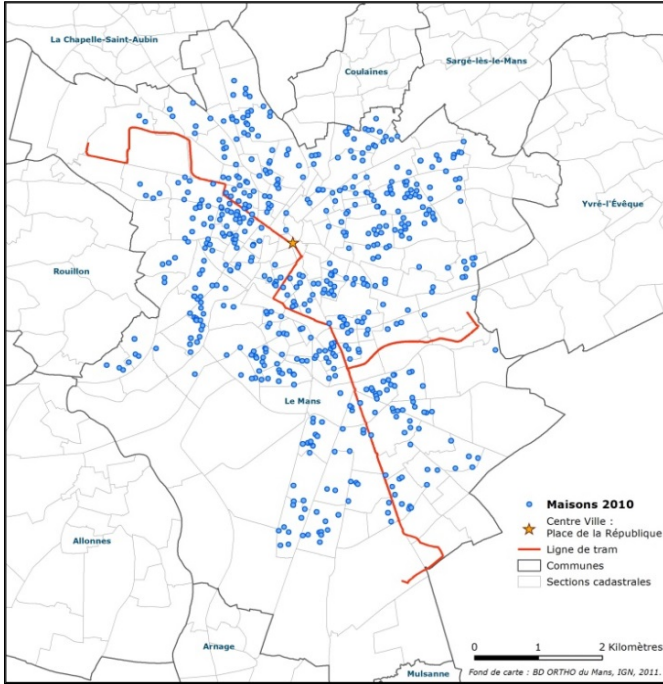 La Chapelle-Saint-Aubin
Coulaines
Sargé-lès-le-Mans
Yvré-l'Évêque
Rouillon
Le Mans
Allonnes
Arnage
Mulsanne
Maisons 2010
Centre Ville :
Place de la République
Ligne de tram
Communes
Sections cadastrales
0 1 2 Kilomètres
Fond de carte : BD ORTHO du Mans, IGN, 2011.